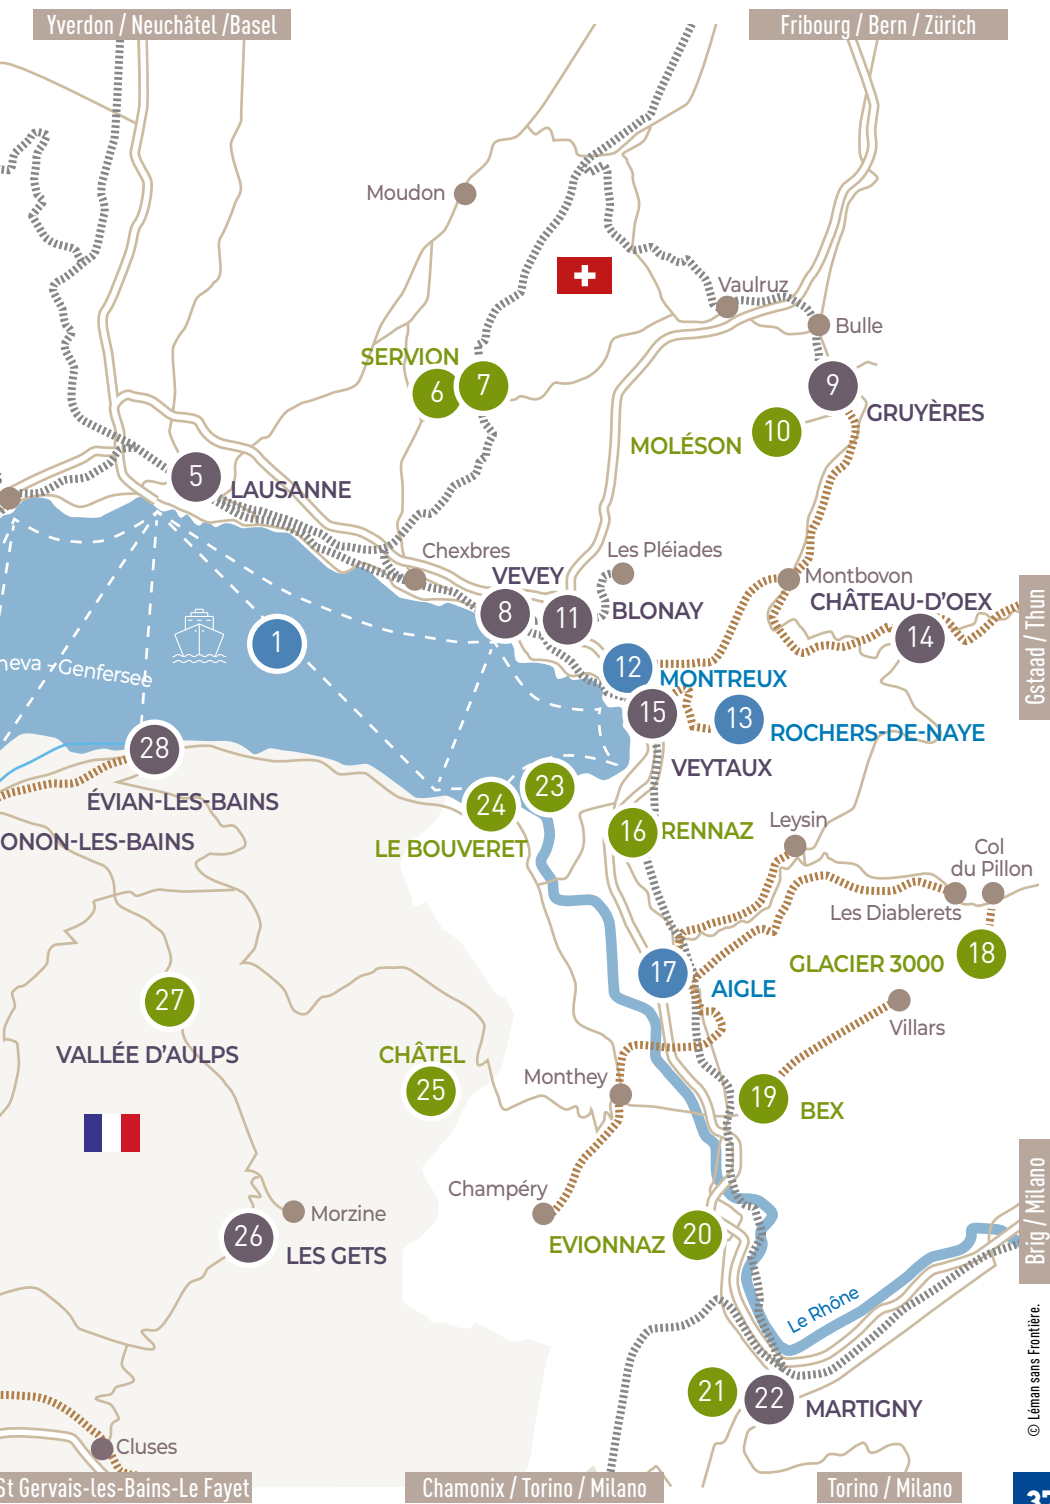 Yverdon / Neuchâtel /Basel
Fribourg / Bern / Zürich
Moudon
Vaulruz
Bulle
SERVION
6
7
9
GRUYÈRES
10
MOLÉSON
5
LAUSANNE
Chexbres
Les Pléiades
VEVEY
Montbovon
8
11
BLONAY
CHÂTEAU-D'OEX
14
Gstaad / Thun
1
12
MONTREUX
neva - Genfersee
15
13
ROCHERS-DE-NAYE
28
VEYTAUX
ÉVIAN-LES-BAINS
23
24
ONON-LES-BAINS
LE BOUVERET
16
RENNAZ
Leysin
Col
du Pillon
Les Diablerets
18
GLACIER 3000
17
AIGLE
27
Villars
VALLÉE D'AULPS
CHÂTEL
25
Monthey
19
BEX
Champéry
Morzine
26
LES GETS
EVIONNAZ
20
Brig / Milano
Le Rhône
21
22
MARTIGNY
© Léman sans Frontière.
Cluses
St Gervais-les-Bains-Le Fayet
Chamonix / Torino / Milano
Torino / Milano
37